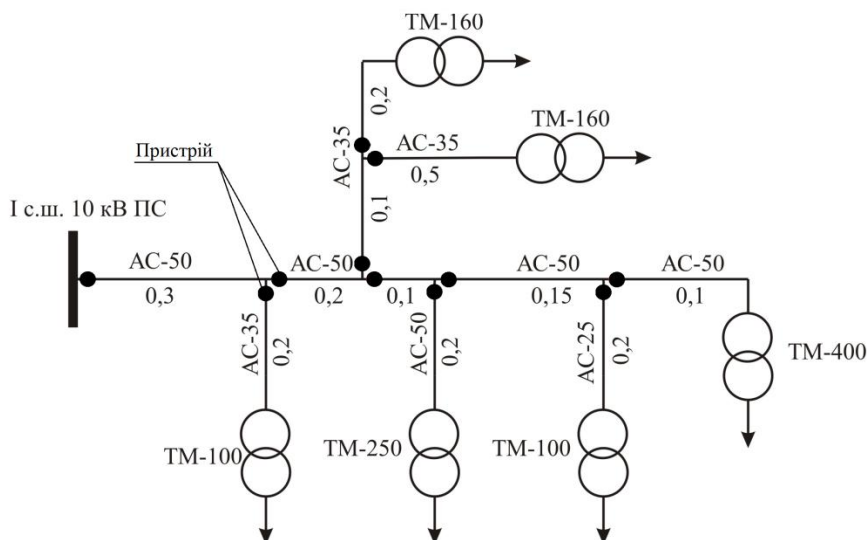 ТМ-160
0,2
ТМ-160
АС-35
АС-35
0,5
Пристрій
0,1
І с.ш. 10 кВ ПС
АС-50
0,3
АС-50
0,2
0,1
АС-50
0,15
АС-50
0,1
АС-35
0,2
АС-50
0,2
АС-25
0,2
ТМ-400
ТМ-100
ТМ-250
ТМ-100